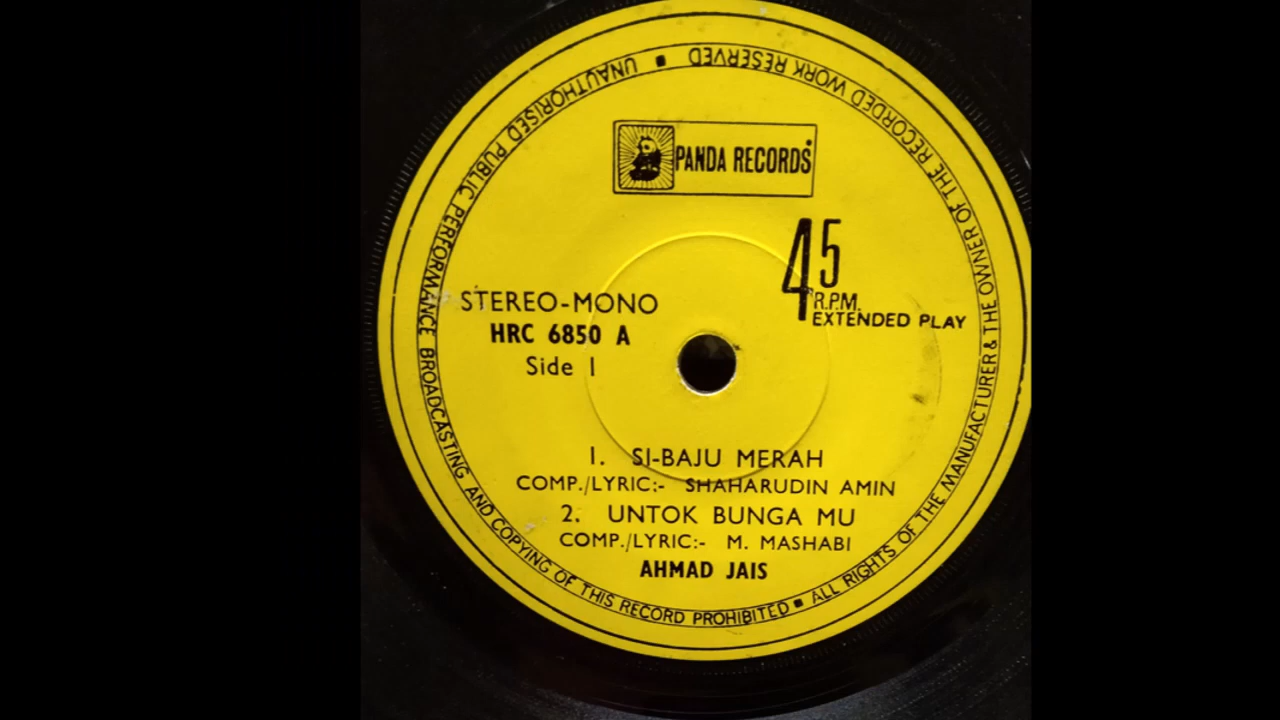 PANDA RECORDS
45
R.P.M.
EXTENDED PLAY
STEREO-MONO
HRC 6850 A
Side 1
1. SI-BAJU MERAH
COMP./LYRIC:- SHAHARUDIN AMIN
2. UNTOK BUNGA MU
COMP./LYRIC:- M. MASHABI
AHMAD JAIS
UNAUTHORISED PUBLIC PERFORMANCE BROADCASTING AND COPYING OF THIS RECORD PROHIBITED ▪ ALL RIGHTS OF THE MANUFACTURER & THE OWNER OF THE RECORDED WORK RESERVED ▪